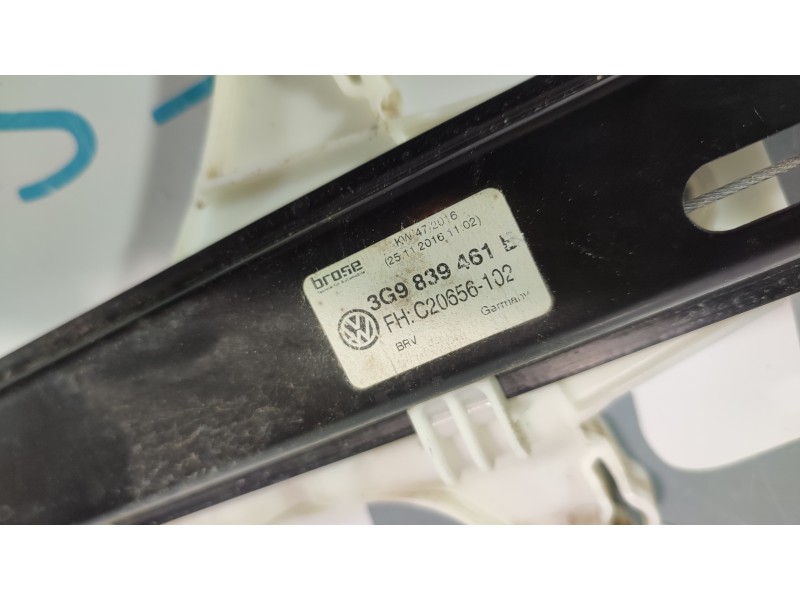 KW 47/2016
(25.11.2016 11:02)
brose
3G9 839 461
FH: C20656-102
BRV
Germany